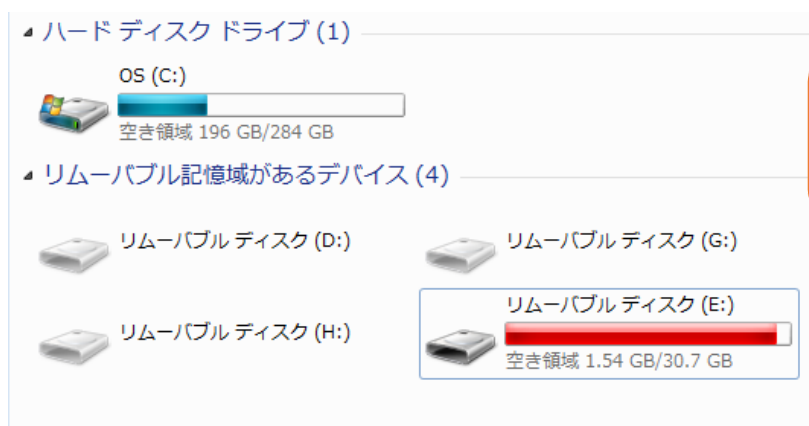 ハード ディスク ドライブ (1)
OS (C:)
空き領域 196 GB/284 GB
リムーバブル記憶域があるデバイス (4)
リムーバブル ディスク (D:)
リムーバブル ディスク (G:)
リムーバブル ディスク (H:)
リムーバブル ディスク (E:)
空き領域 1.54 GB/30.7 GB